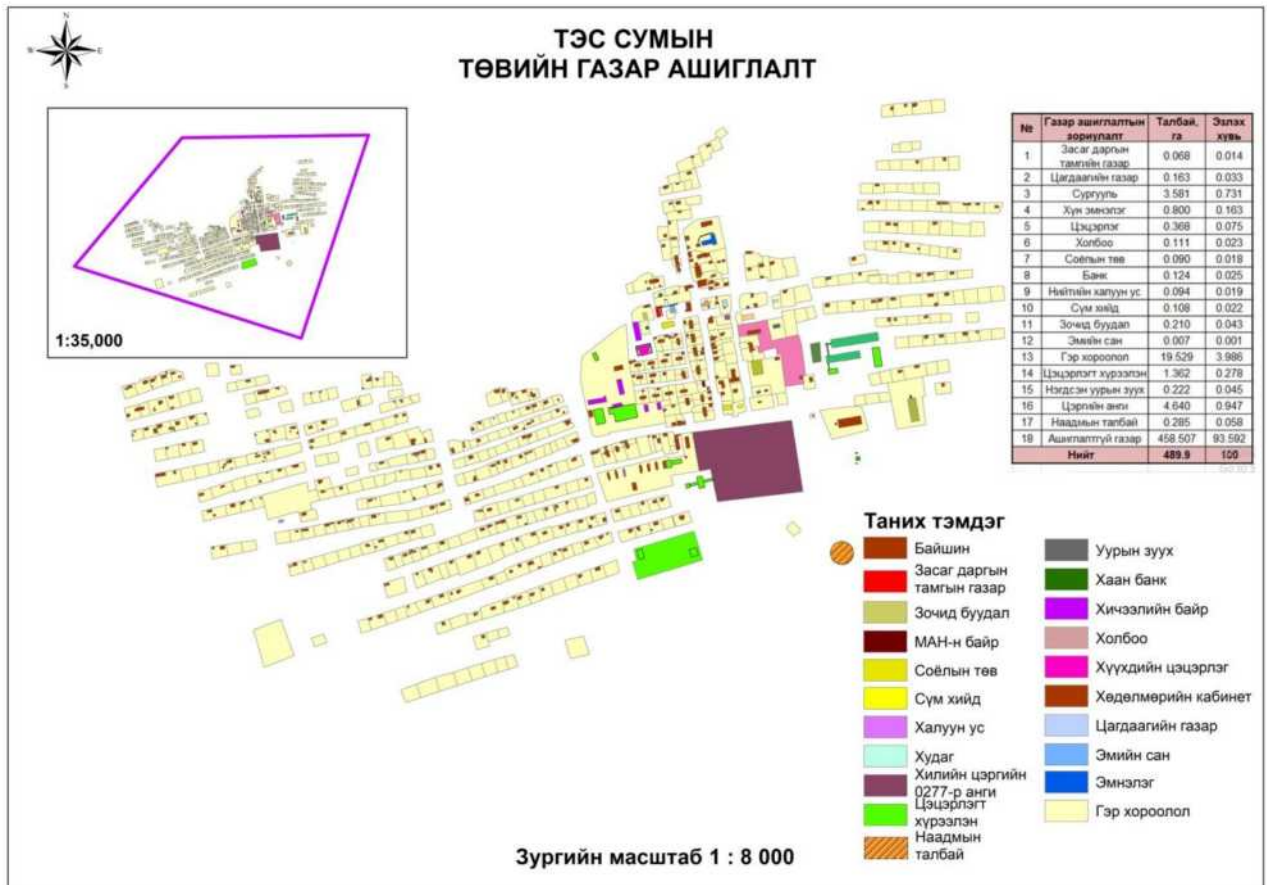 N
W
E
S
ТЭС СУМЫН
ТӨВИЙН ГАЗАР АШИГЛАЛТ
1:35,000
№ Газар ашиглалтын зориулалт Талбай, га Эзлэх хувь
1 Засаг даргын тамгийн газар 0.068 0.014
2 Цагдаагийн газар 0.163 0.033
3 Сургууль 3.581 0.731
4 Хүн эмнэлэг 0.800 0.163
5 Цэцэрлэг 0.368 0.075
6 Холбоо 0.111 0.023
7 Соёлын төв 0.090 0.018
8 Банк 0.124 0.025
9 Нийтийн халуун ус 0.094 0.019
10 Сүм хийд 0.108 0.022
11 Зочид буудал 0.210 0.043
12 Эмийн сан 0.007 0.001
13 Гэр хороолол 19.529 3.986
14 Цэцэрлэгт хүрээлэн 1.362 0.278
15 Нэгдсэн уурын зуух 0.222 0.045
16 Цэргийн анги 4.640 0.947
17 Наадмын талбай 0.285 0.058
18 Ашиглалтгүй газар 458.507 93.592
Нийт 489.9 100
Таних тэмдэг
Байшин
Засаг даргын
тамгын газар
Зочид буудал
МАН-н байр
Соёлын төв
Сүм хийд
Халуун ус
Худаг
Хилийн цэргийн
0277-р анги
Цэцэрлэгт
хүрээлэн
Наадмын
талбай
Уурын зуух
Хаан банк
Хичээлийн байр
Холбоо
Хүүхдийн цэцэрлэг
Хөдөлмөрийн кабинет
Цагдаагийн газар
Эмийн сан
Эмнэлэг
Гэр хороолол
Зургийн масштаб 1 : 8 000